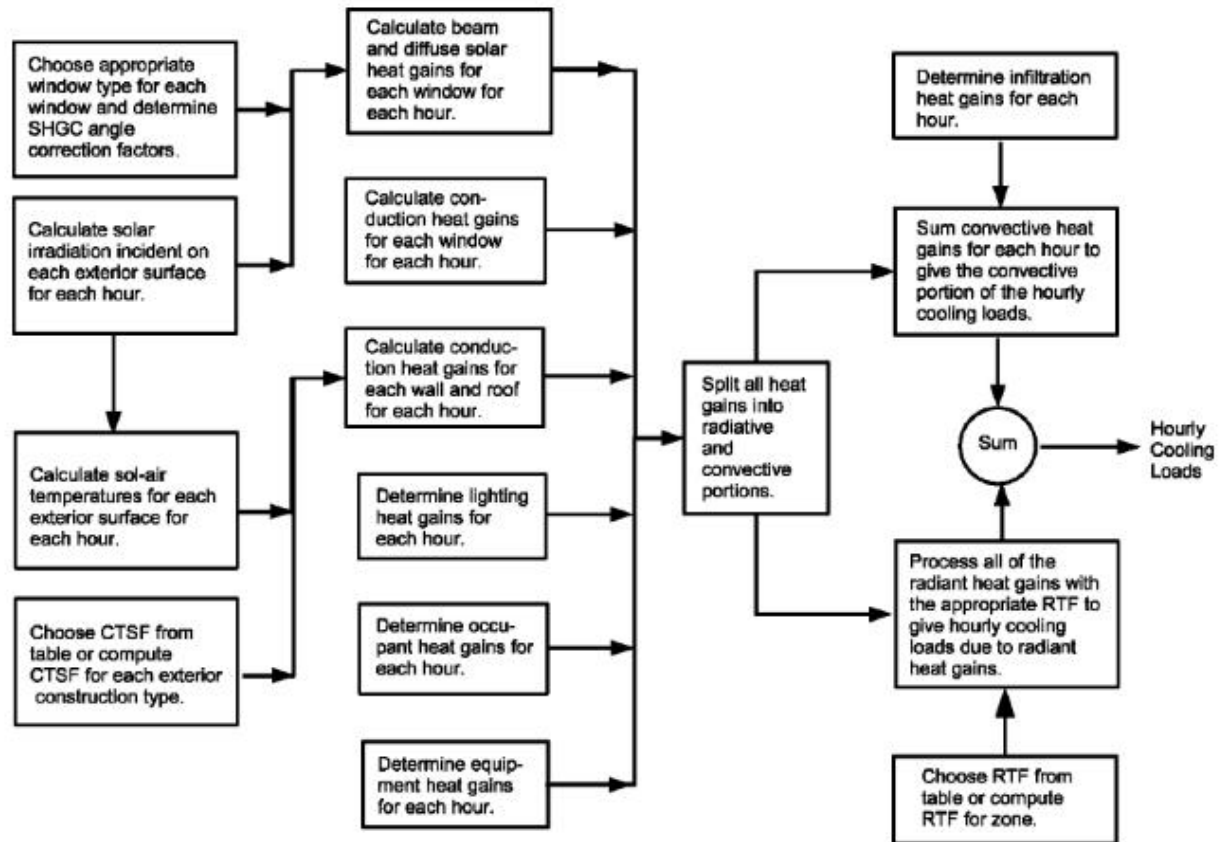 Choose appropriate
window type for each
window and determine
SHGC angle
correction factors.
Calculate solar
irradiation incident on
each exterior surface
for each hour.
Calculate sol-air
temperatures for each
exterior surface for
each hour.
Choose CTSF from
table or compute
CTSF for each exterior
construction type.
Calculate beam
and diffuse solar
heat gains for
each window for
each hour.
Calculate con-
duction heat gains
for each window
for each hour.
Calculate conduc-
tion heat gains for
each wall and roof
for each hour.
Determine lighting
heat gains for
each hour.
Determine occu-
pant heat gains for
each hour.
Determine equip-
ment heat gains
for each hour.
Split all heat
gains into
radiative
and
convective
portions.
Determine infiltration
heat gains for each
hour.
Sum convective heat
gains for each hour to
give the convective
portion of the hourly
cooling loads.
Sum
Hourly
Cooling
Loads
Process all of the
radiant heat gains with
the appropriate RTF to
give hourly cooling
loads due to radiant
heat gains.
Choose RTF from
table or compute
RTF for zone.